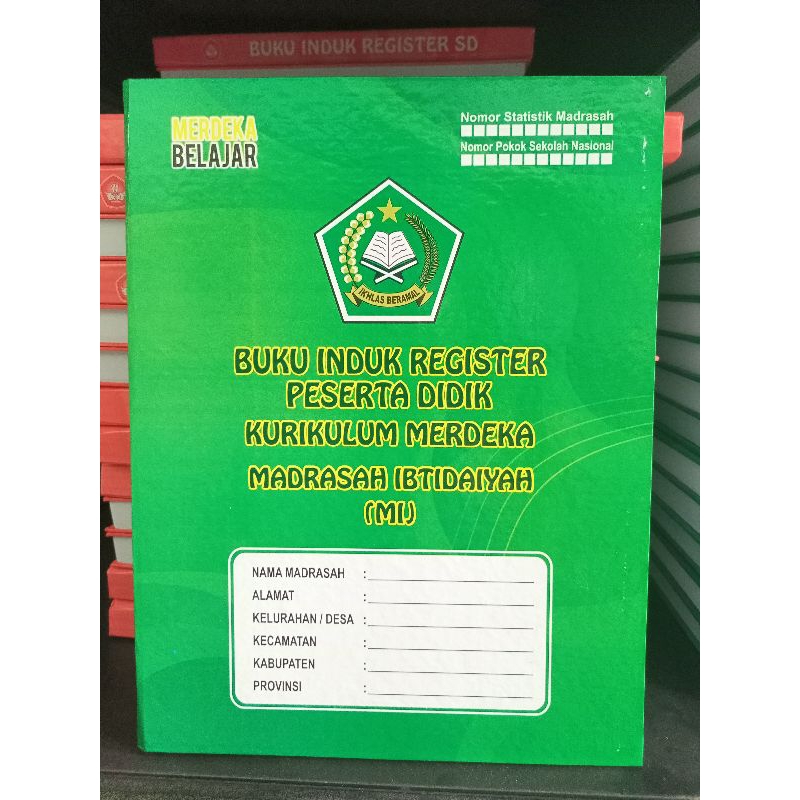 BUKU INDUK REGISTER SD
MERDEKA
BELAJAR
Nomor Statistik Madrasah
Nomor Pokok Sekolah Nasional
IKHLAS BERAMAL
BUKU INDUK REGISTER
PESERTA DIDIK
KURIKULUM MERDEKA
MADRASAH IBTIDAIYAH
(MI)
NAMA MADRASAH :
ALAMAT :
KELURAHAN / DESA :
KECAMATAN :
KABUPATEN :
PROVINSI :